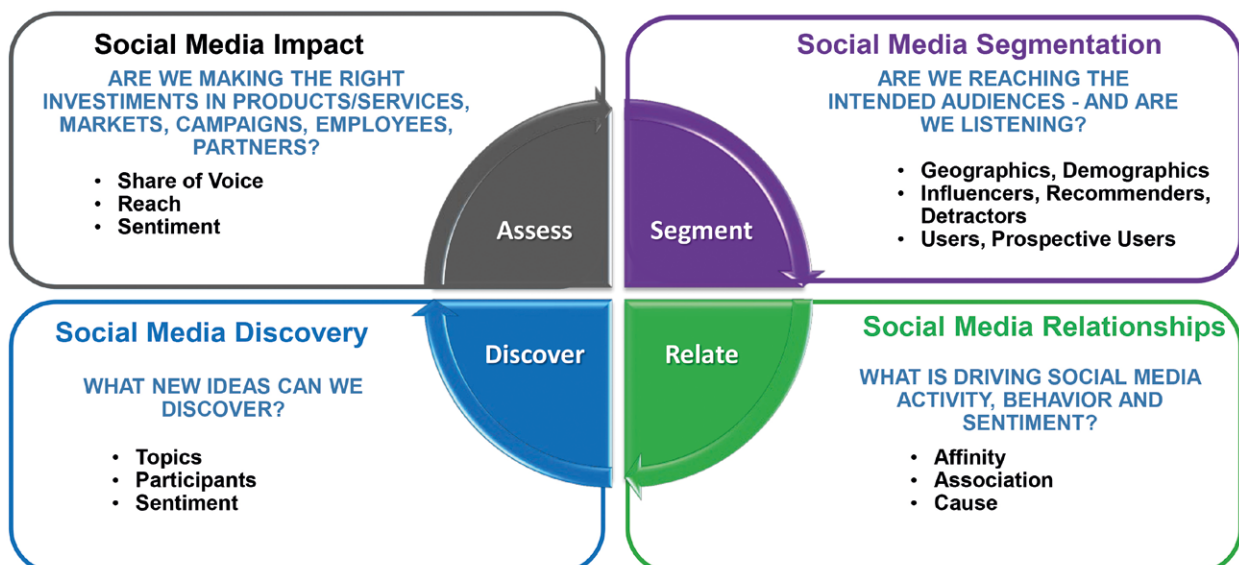 Social Media Impact
ARE WE MAKING THE RIGHT
INVESTIMENTS IN PRODUCTS/SERVICES,
MARKETS, CAMPAIGNS, EMPLOYEES,
PARTNERS?
• Share of Voice
• Reach
• Sentiment
Assess
Social Media Segmentation
ARE WE REACHING THE
INTENDED AUDIENCES - AND ARE
WE LISTENING?
• Geographics, Demographics
• Influencers, Recommenders,
Detractors
• Users, Prospective Users
Segment
Social Media Discovery
WHAT NEW IDEAS CAN WE
DISCOVER?
• Topics
• Participants
• Sentiment
Discover
Social Media Relationships
WHAT IS DRIVING SOCIAL MEDIA
ACTIVITY, BEHAVIOR AND
SENTIMENT?
• Affinity
• Association
• Cause
Relate